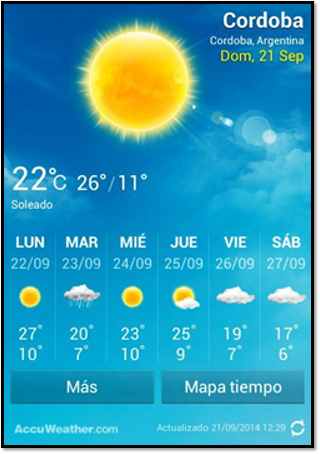 Cordoba
Cordoba, Argentina
Dom, 21 Sep
22°C 26°/11°
Soleado
LUN MAR MIÉ JUE VIE SÁB
22/09 23/09 24/09 25/09 26/09 27/09
27° 20° 23° 25° 19° 17°
10° 7° 10° 9° 7° 6°
Más Mapa tiempo
AccuWeather.com Actualizado 21/09/2014 12:29